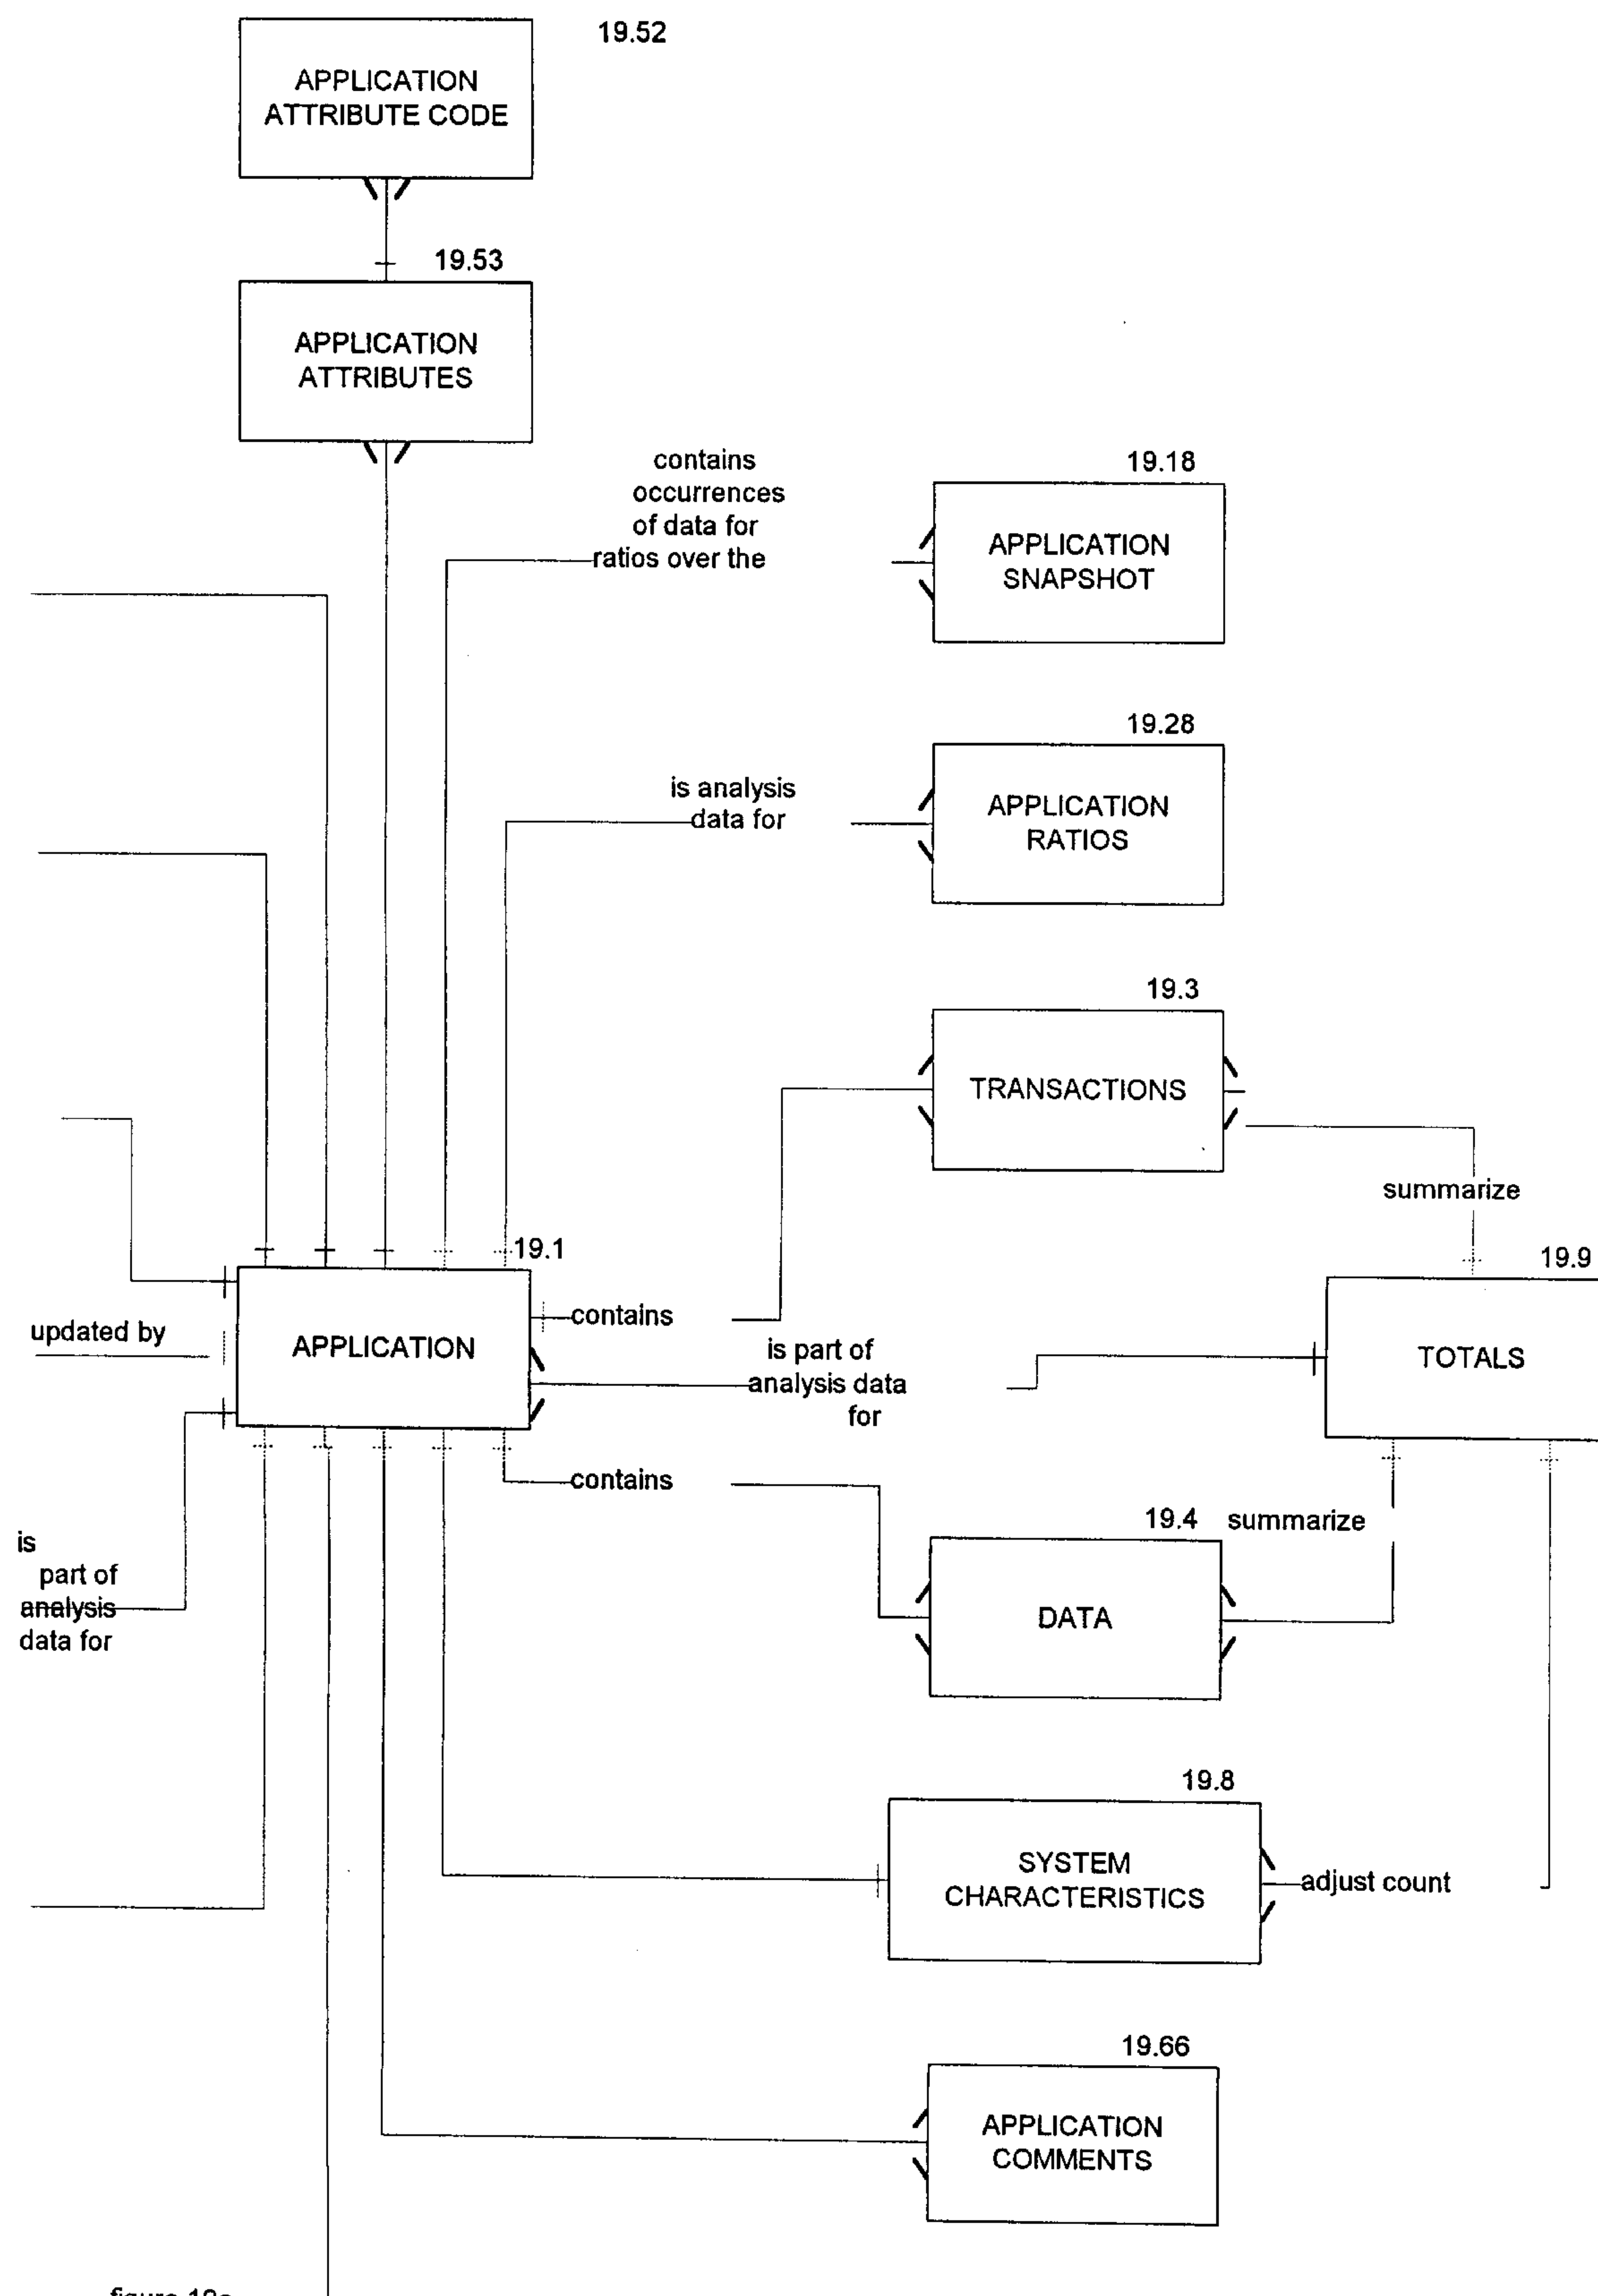 19.52
APPLICATION
ATTRIBUTE CODE
19.53
APPLICATION
ATTRIBUTES
contains
occurrences
of data for
ratios over the
19.18
APPLICATION
SNAPSHOT
19.28
is analysis
data for
APPLICATION
RATIOS
19.3
TRANSACTIONS
summarize
19.1
19.9
contains
updated by
APPLICATION
is part of
analysis data
for
TOTALS
contains
19.4
summarize
is
part of
analysis
data for
DATA
19.8
SYSTEM
CHARACTERISTICS
adjust count
19.66
APPLICATION
COMMENTS